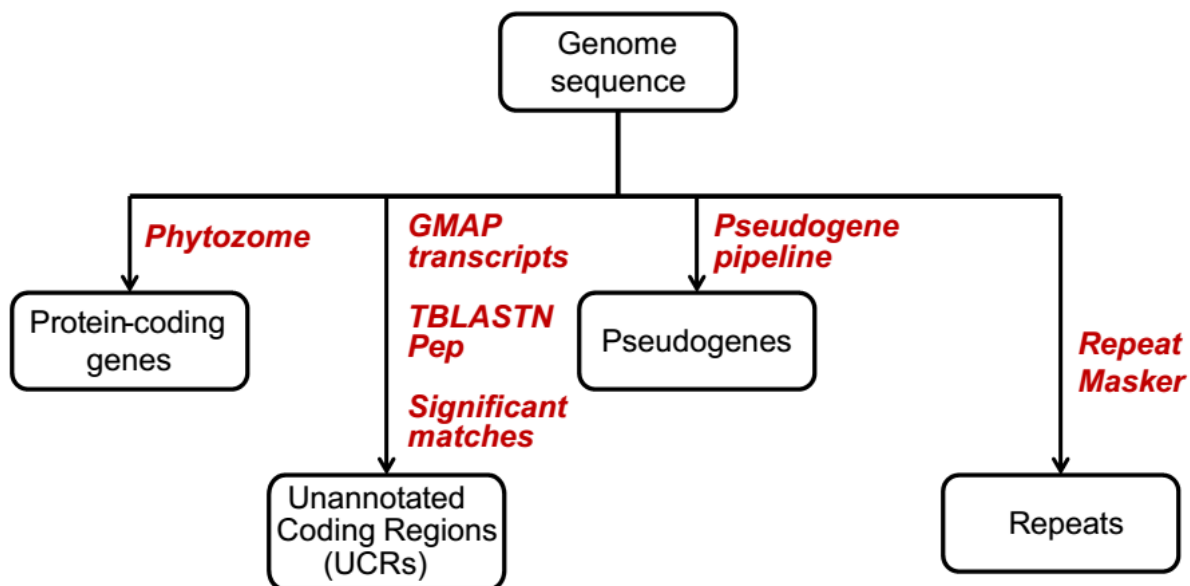 Genome
sequence
Phytozome
GMAP
transcripts
TBLASTN
Pep
Significant
matches
Pseudogene
pipeline
Repeat
Masker
Protein-coding
genes
Pseudogenes
Unannotated
Coding Regions
(UCRs)
Repeats